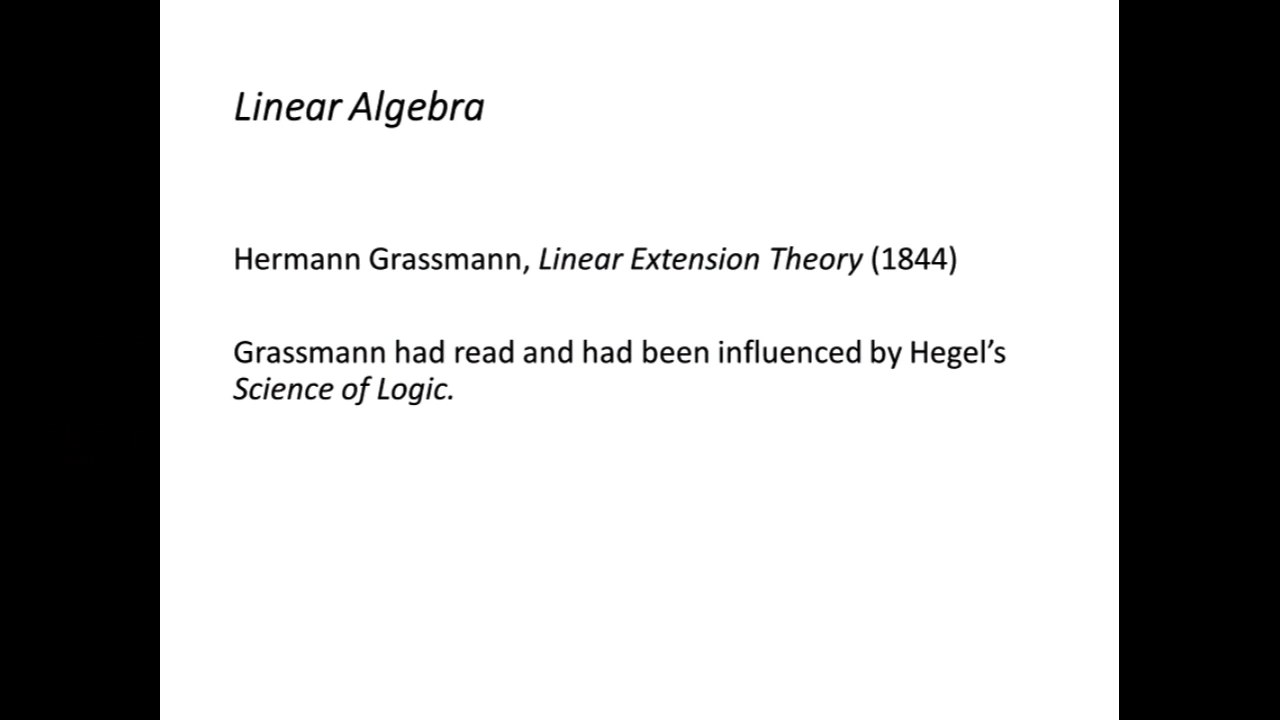 Linear Algebra
Hermann Grassmann, Linear Extension Theory (1844)
Grassmann had read and had been influenced by Hegel’s
Science of Logic.